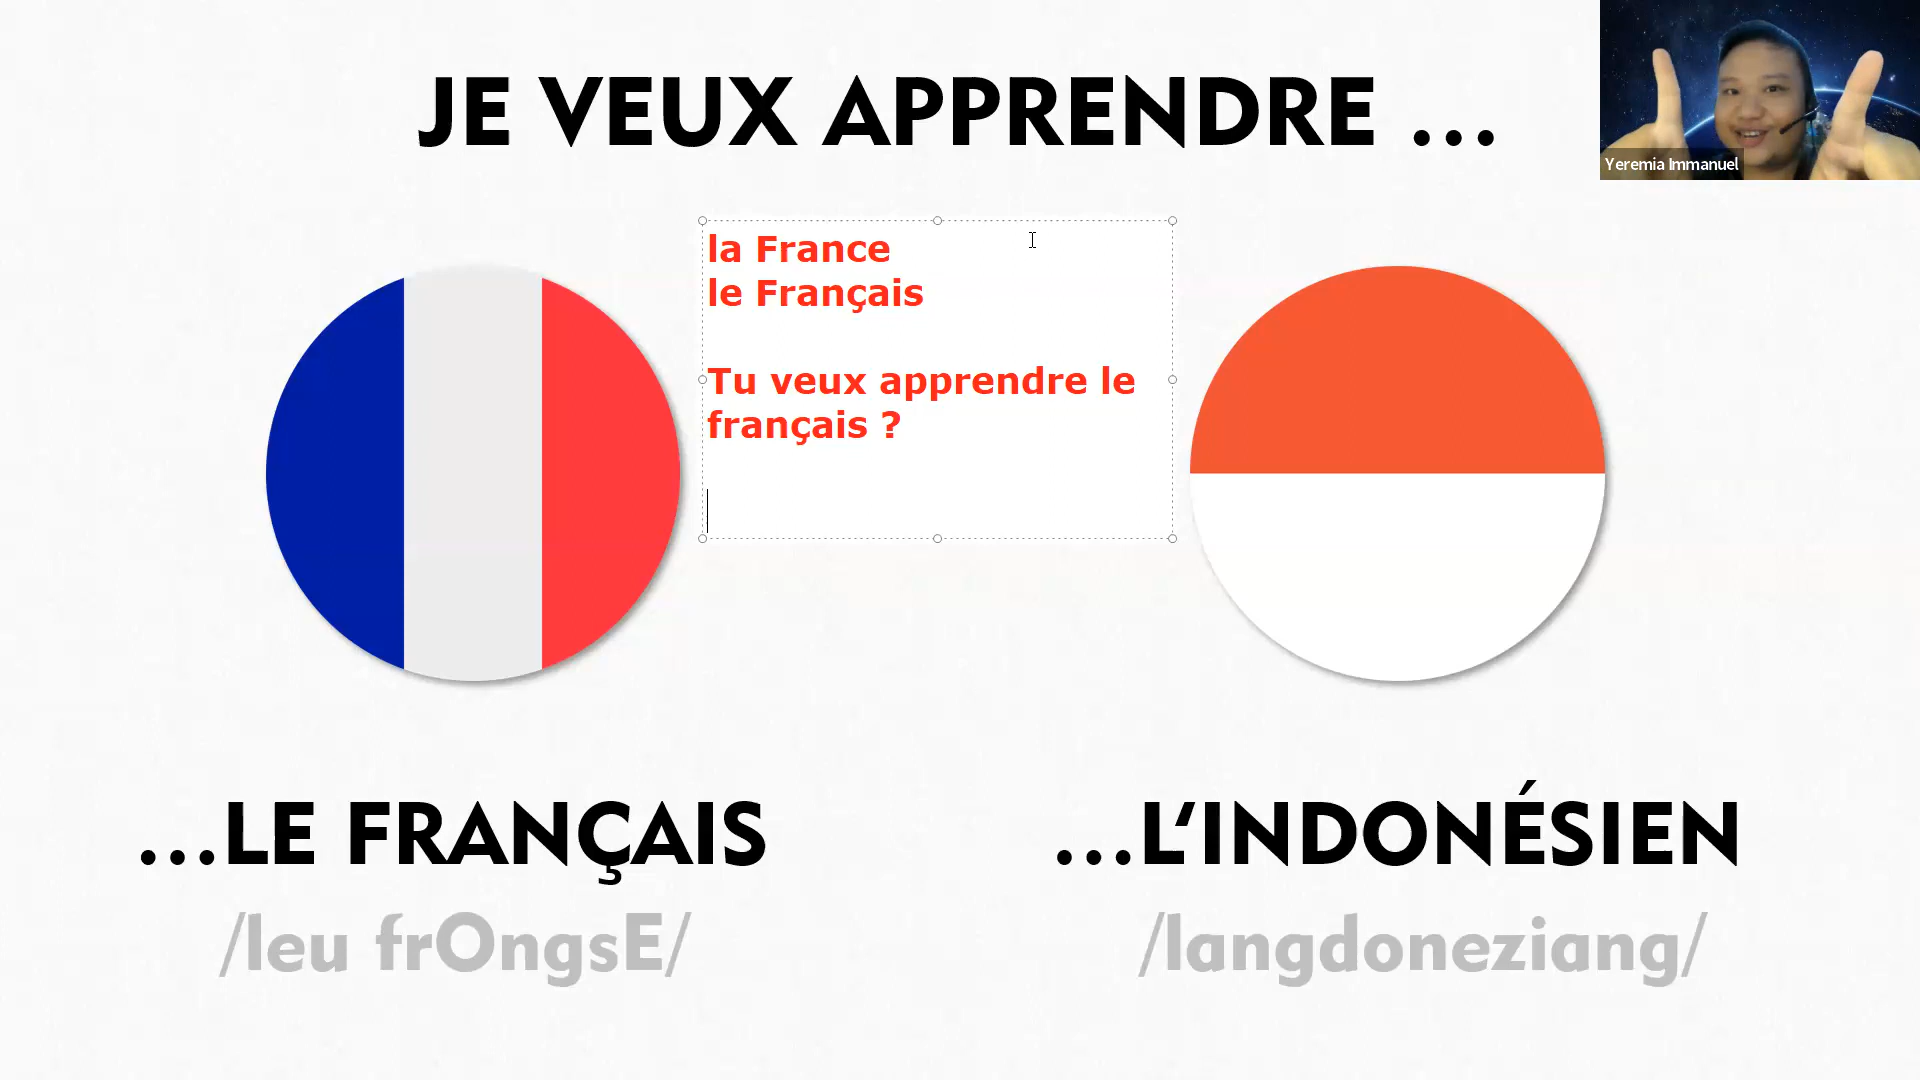 JE VEUX APPRENDRE ...
Yeremia Immanuel
la France
le Français
Tu veux apprendre le
français ?
...LE FRANÇAIS
...L'INDONÉSIEN
/leu frOngsE/
/langdoneziang/